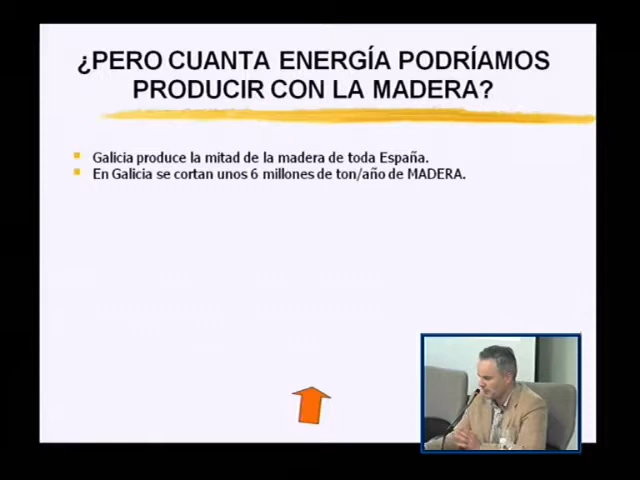 ¿PERO CUANTA ENERGÍA PODRÍAMOS
PRODUCIR CON LA MADERA?
Galicia produce la mitad de la madera de toda España.
En Galicia se cortan unos 6 millones de ton/año de MADERA.